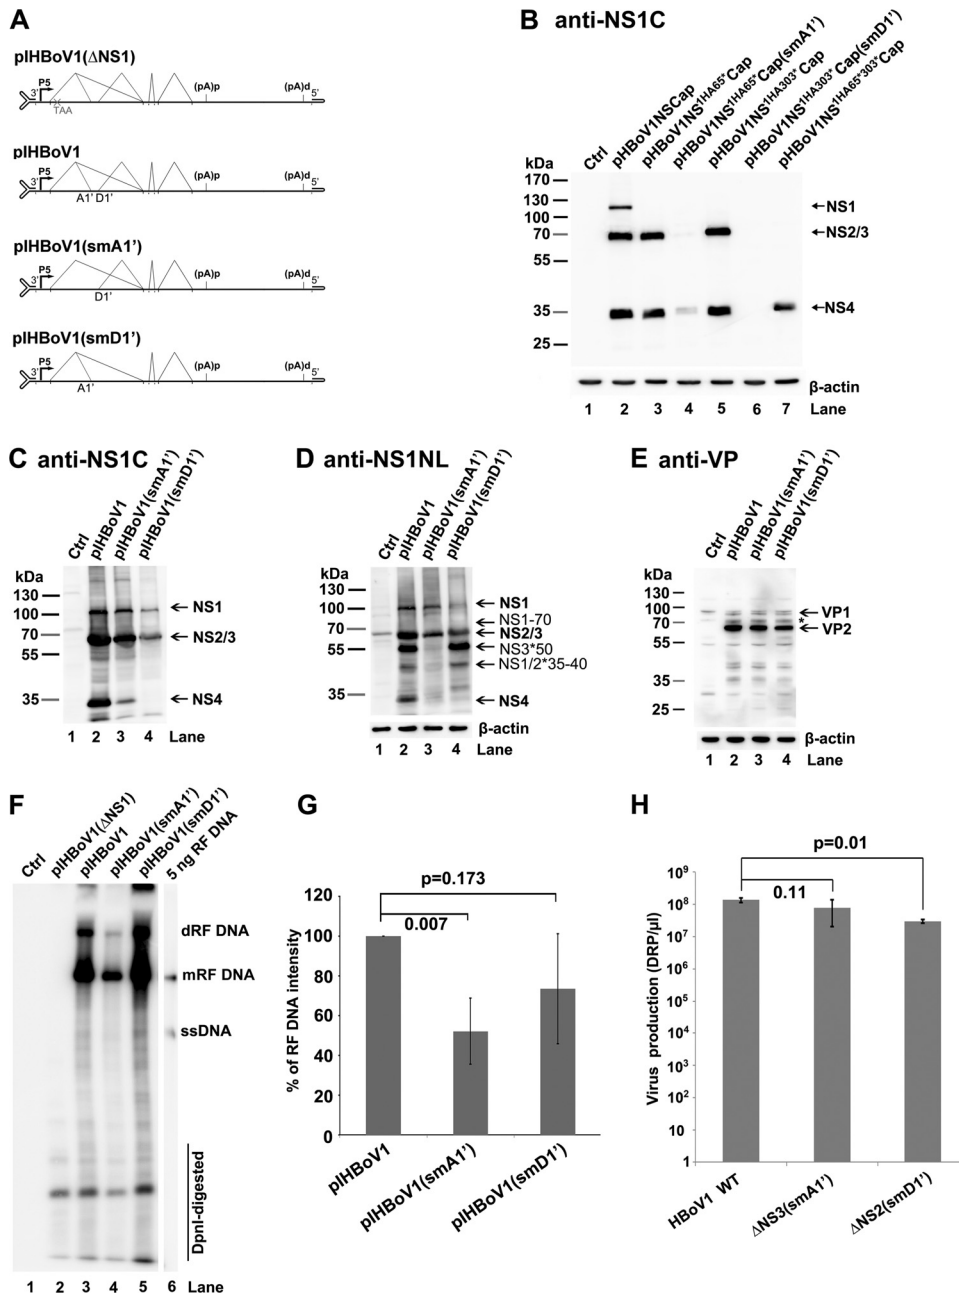 A
pIHBoV1(ΔNS1)
3' P5 (pA)p (pA)d 5'
TAA
pIHBoV1
3' P5 (pA)p (pA)d 5'
A1' D1'
pIHBoV1(smA1')
3' P5 (pA)p (pA)d 5'
D1'
pIHBoV1(smD1')
3' P5 (pA)p (pA)d 5'
A1'
B anti-NS1C
Ctrl
pHBoV1NSCap
pHBoV1NS1HA65*Cap
pHBoV1NS1HA65*Cap(smA1')
pHBoV1NS1HA303*Cap
pHBoV1NS1HA303*Cap(smD1')
pHBoV1NS1HA65*303*Cap
kDa
170
130
100
70
55
35
25
NS1
NS2/3
NS4
β-actin
1 2 3 4 5 6 7 Lane
C anti-NS1C
Ctrl
pIHBoV1
pIHBoV1(smA1')
pIHBoV1(smD1')
kDa
130
100
70
55
35
NS1
NS2/3
NS4
1 2 3 4 Lane
D anti-NS1NL
Ctrl
pIHBoV1
pIHBoV1(smA1')
pIHBoV1(smD1')
kDa
130
100
70
55
35
NS1
NS1-70
NS2/3
NS3*50
NS1/2*35-40
NS4
β-actin
1 2 3 4 Lane
E anti-VP
Ctrl
pIHBoV1
pIHBoV1(smA1')
pIHBoV1(smD1')
kDa
130
100
70
55
35
25
VP1
*
VP2
β-actin
1 2 3 4 Lane
F
Ctrl
pIHBoV1(ΔNS1)
pIHBoV1
pIHBoV1(smA1')
pIHBoV1(smD1')
5 ng RF DNA
dRF DNA
mRF DNA
ssDNA
DpnI-digested
1 2 3 4 5 6 Lane
G
p=0.173
0.007
% of RF DNA intensity
120
100
80
60
40
20
0
pIHBoV1
pIHBoV1(smA1')
pIHBoV1(smD1')
H
p=0.01
0.11
Virus production (DRP/μl)
10⁹
10⁸
10⁷
10⁶
10⁵
10⁴
10³
10²
10
1
HBoV1 WT
ΔNS3(smA1')
ΔNS2(smD1')